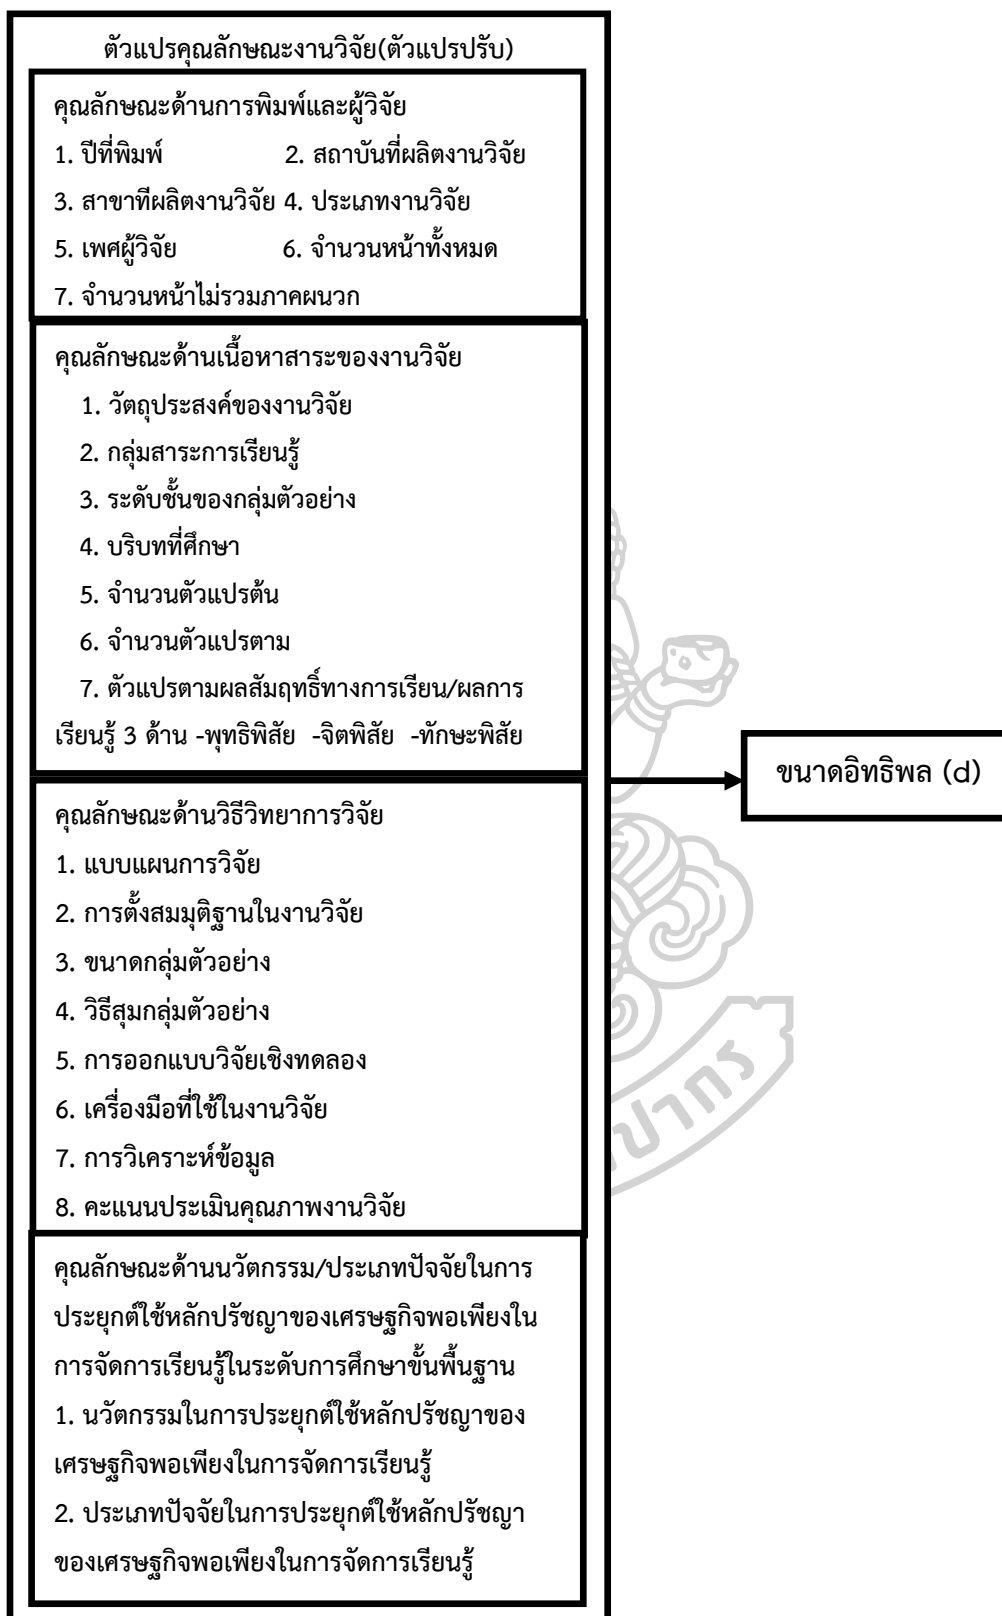 ตัวแปรคุณลักษณะงานวิจัย(ตัวแปรปรับ)
คุณลักษณะด้านการพิมพ์และผู้วิจัย
1. ปีที่พิมพ์ 2. สถาบันที่ผลิตงานวิจัย
3. สาขาทีผลิตงานวิจัย 4. ประเภทงานวิจัย
5. เพศผู้วิจัย 6. จำนวนหน้าทั้งหมด
7. จำนวนหน้าไม่รวมภาคผนวก
คุณลักษณะด้านเนื้อหาสาระของงานวิจัย
1. วัตถุประสงค์ของงานวิจัย
2. กลุ่มสาระการเรียนรู้
3. ระดับชั้นของกลุ่มตัวอย่าง
4. บริบทที่ศึกษา
5. จำนวนตัวแปรต้น
6. จำนวนตัวแปรตาม
7. ตัวแปรตามผลสัมฤทธิ์ทางการเรียน/ผลการ
เรียนรู้ 3 ด้าน -พุทธิพิสัย -จิตพิสัย -ทักษะพิสัย
ขนาดอิทธิพล (d)
คุณลักษณะด้านวิธีวิทยาการวิจัย
1. แบบแผนการวิจัย
2. การตั้งสมมุติฐานในงานวิจัย
3. ขนาดกลุ่มตัวอย่าง
4. วิธีสุมกลุ่มตัวอย่าง
5. การออกแบบวิจัยเชิงทดลอง
6. เครื่องมือที่ใช้ในงานวิจัย
7. การวิเคราะห์ข้อมูล
8. คะแนนประเมินคุณภาพงานวิจัย
คุณลักษณะด้านนวัตกรรม/ประเภทปัจจัยในการ
ประยุกต์ใช้หลักปรัชญาของเศรษฐกิจพอเพียงใน
การจัดการเรียนรู้ในระดับการศึกษาขั้นพื้นฐาน
1. นวัตกรรมในการประยุกต์ใช้หลักปรัชญาของ
เศรษฐกิจพอเพียงในการจัดการเรียนรู้
2. ประเภทปัจจัยในการประยุกต์ใช้หลักปรัชญา
ของเศรษฐกิจพอเพียงในการจัดการเรียนรู้